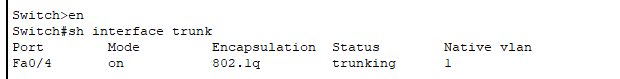 Switch>en
Switch#sh interface trunk
Port Mode Encapsulation Status Native vlan
Fa0/4 on 802.1q trunking 1